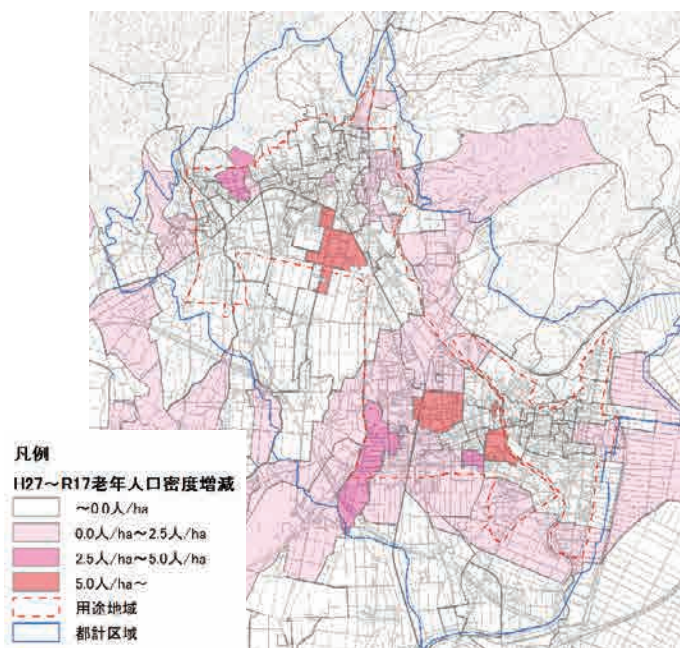 凡例
H27～R17老年人口密度増減
～0.0人/ha
0.0人/ha～2.5人/ha
2.5人/ha～5.0人/ha
5.0人/ha～
用途地域
都計区域